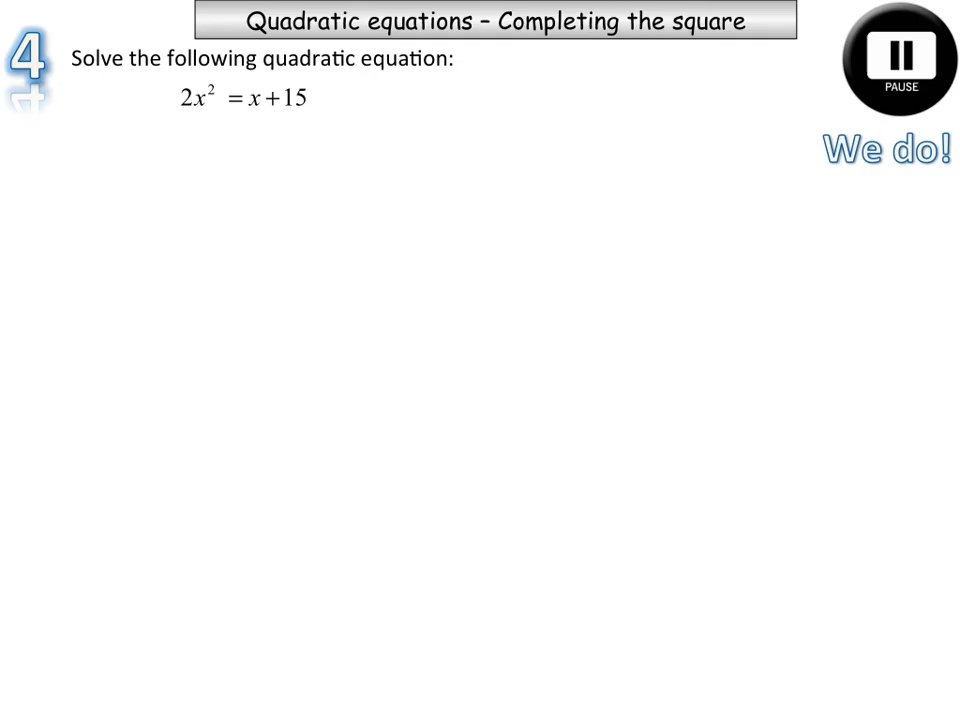 Quadratic equations – Completing the square
4
Solve the following quadratic equation:
2x² = x + 15
PAUSE
We do!